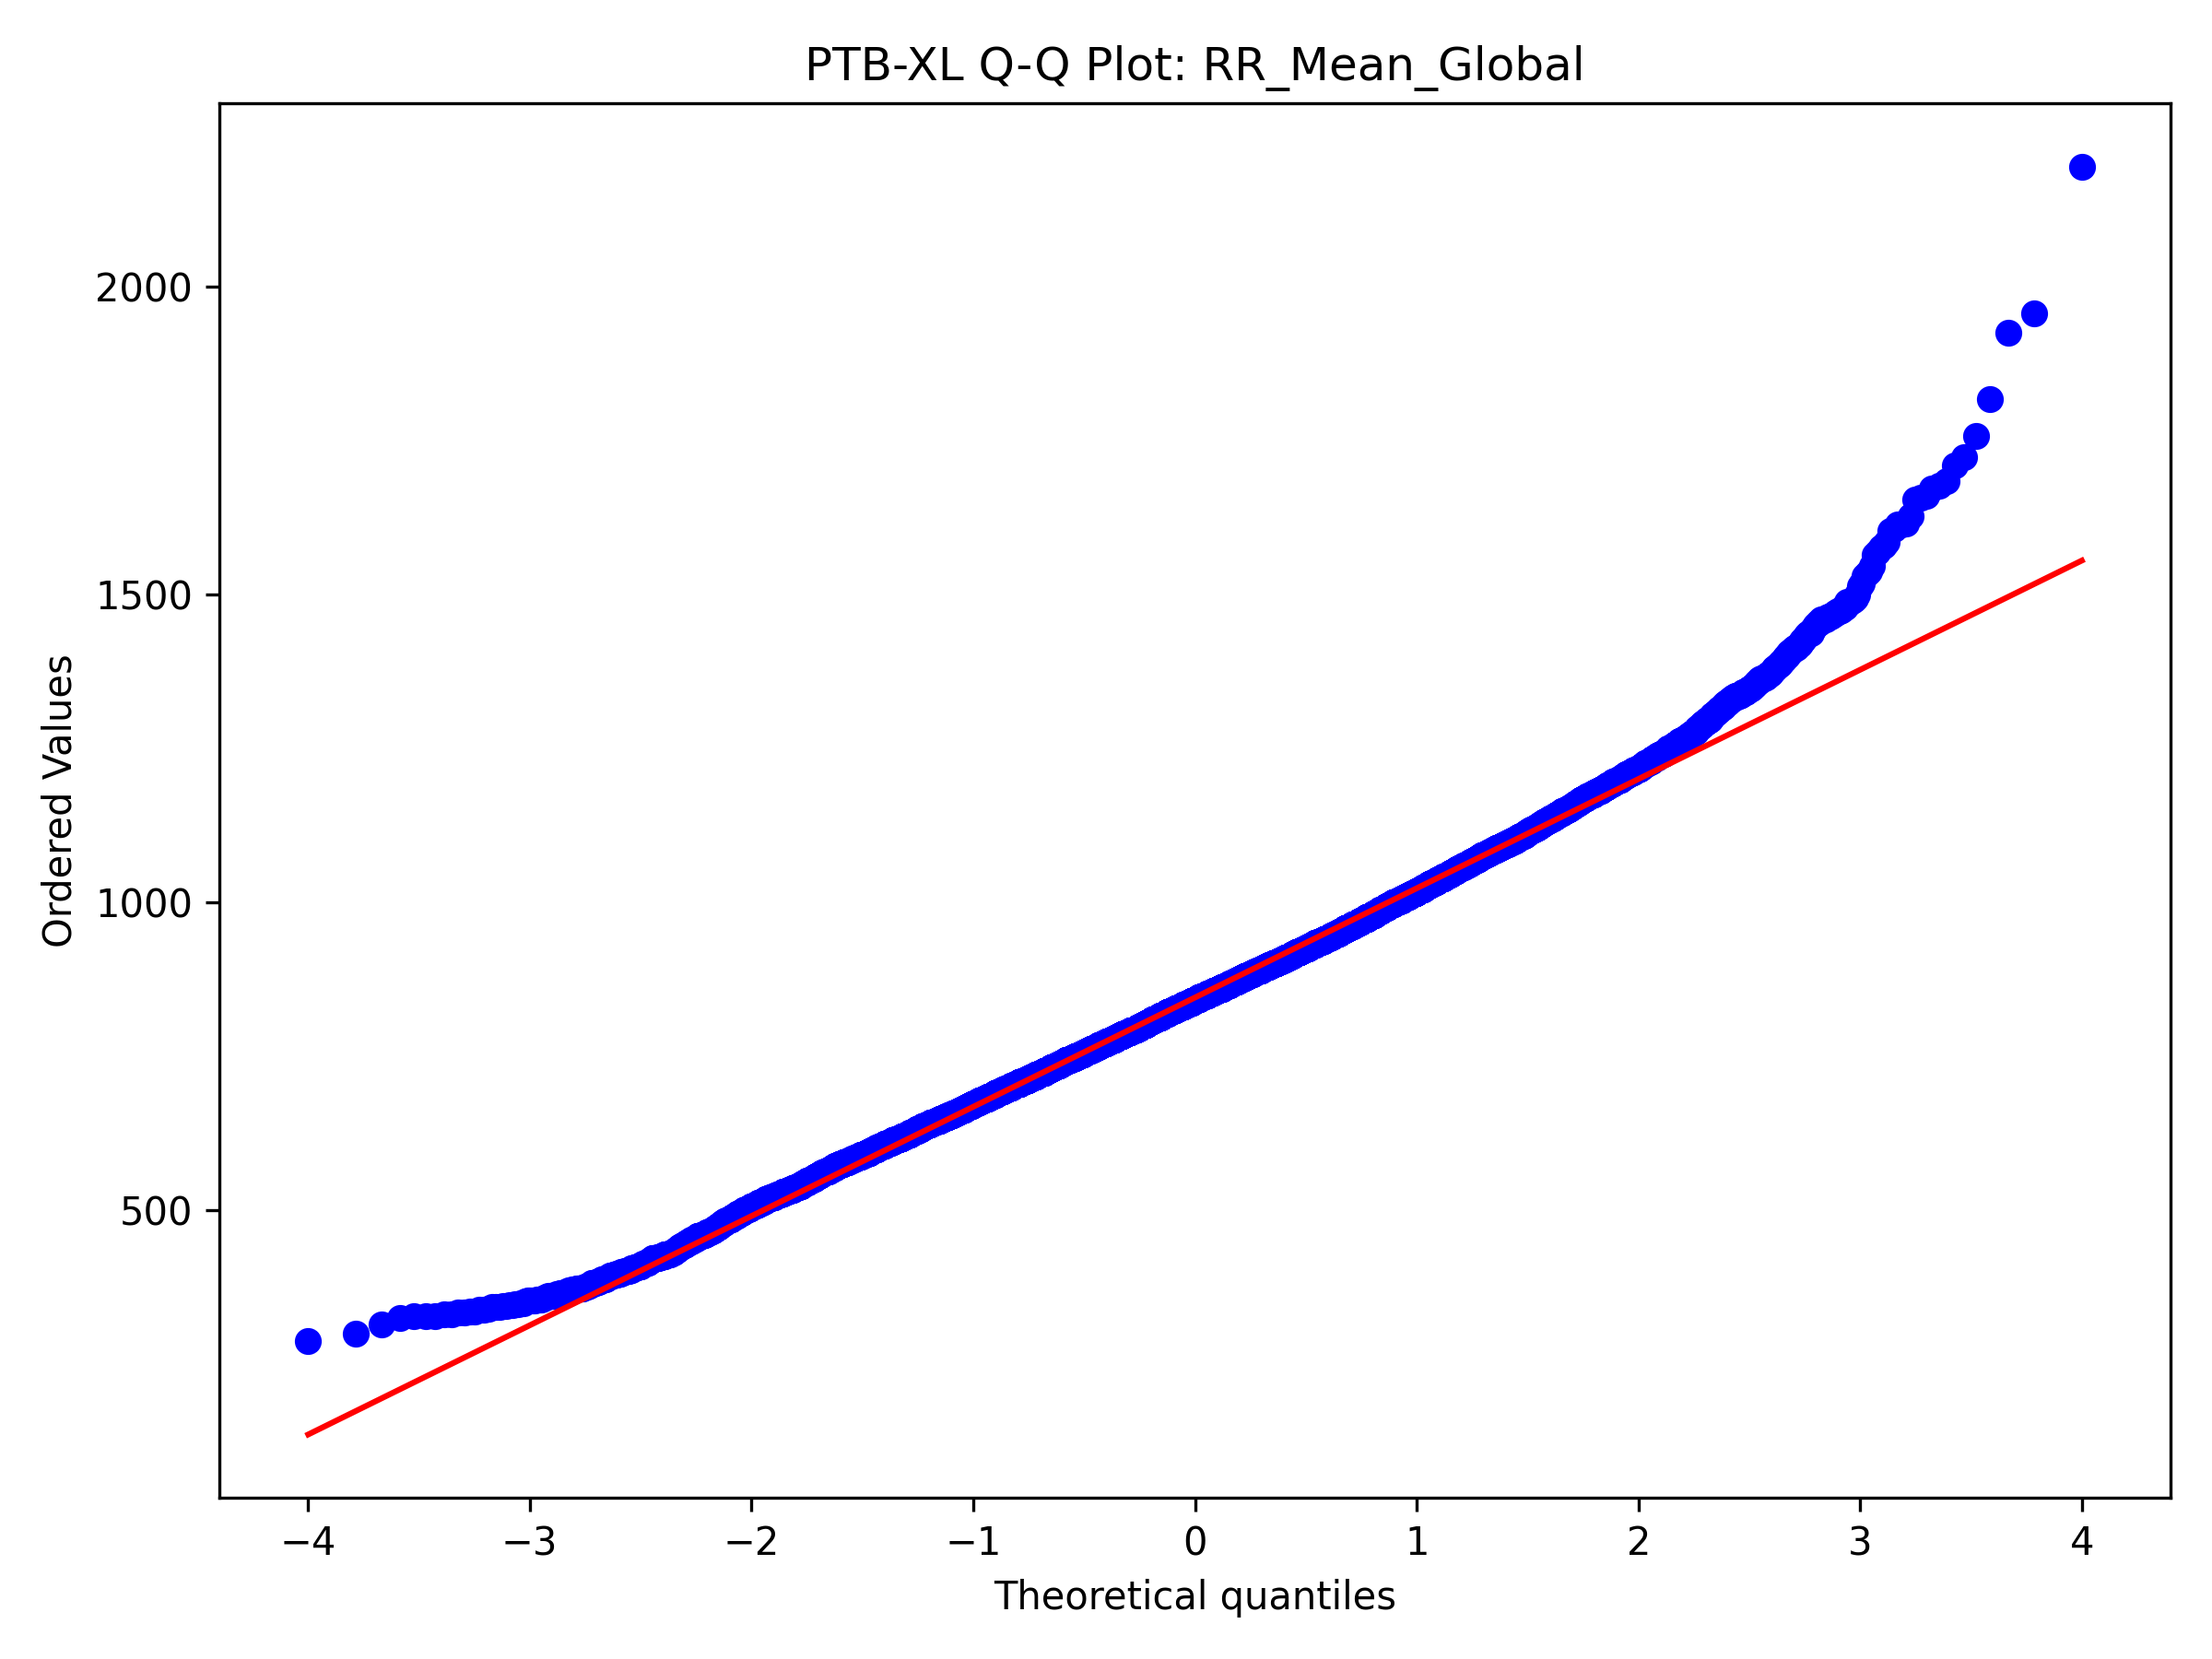 PTB-XL Q-Q Plot: RR_Mean_Global
Ordered Values
2000
1500
1000
500
−4 −3 −2 −1 0 1 2 3 4
Theoretical quantiles